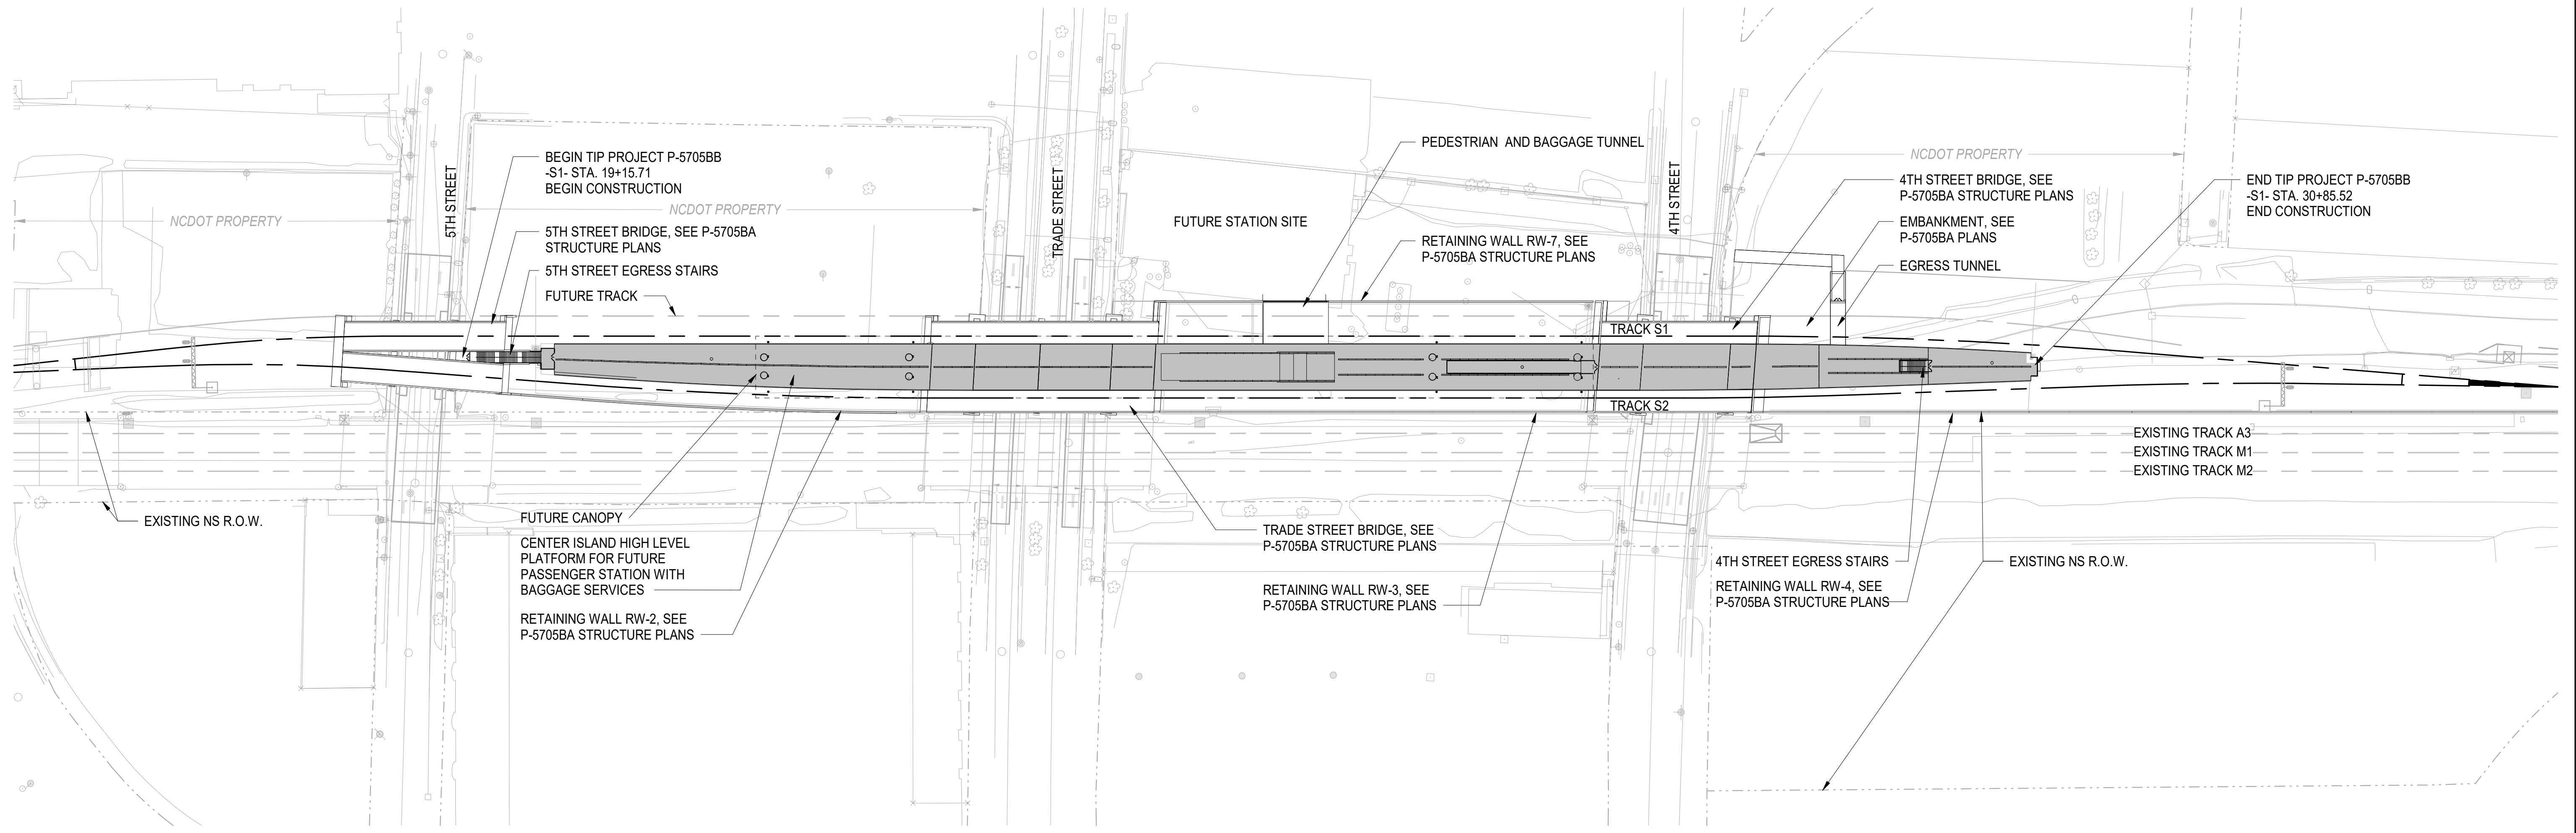 BEGIN TIP PROJECT P-5705BB
-S1- STA. 19+15.71
BEGIN CONSTRUCTION
5TH STREET
NCDOT PROPERTY
NCDOT PROPERTY
5TH STREET BRIDGE, SEE P-5705BA
STRUCTURE PLANS
5TH STREET EGRESS STAIRS
FUTURE TRACK
TRADE STREET
FUTURE STATION SITE
PEDESTRIAN AND BAGGAGE TUNNEL
RETAINING WALL RW-7, SEE
P-5705BA STRUCTURE PLANS
4TH STREET
NCDOT PROPERTY
4TH STREET BRIDGE, SEE
P-5705BA STRUCTURE PLANS
EMBANKMENT, SEE
P-5705BA PLANS
EGRESS TUNNEL
END TIP PROJECT P-5705BB
-S1- STA. 30+85.52
END CONSTRUCTION
TRACK S1
TRACK S2
EXISTING TRACK A3
EXISTING TRACK M1
EXISTING TRACK M2
EXISTING NS R.O.W.
FUTURE CANOPY
CENTER ISLAND HIGH LEVEL
PLATFORM FOR FUTURE
PASSENGER STATION WITH
BAGGAGE SERVICES
RETAINING WALL RW-2, SEE
P-5705BA STRUCTURE PLANS
TRADE STREET BRIDGE, SEE
P-5705BA STRUCTURE PLANS
RETAINING WALL RW-3, SEE
P-5705BA STRUCTURE PLANS
4TH STREET EGRESS STAIRS
RETAINING WALL RW-4, SEE
P-5705BA STRUCTURE PLANS
EXISTING NS R.O.W.